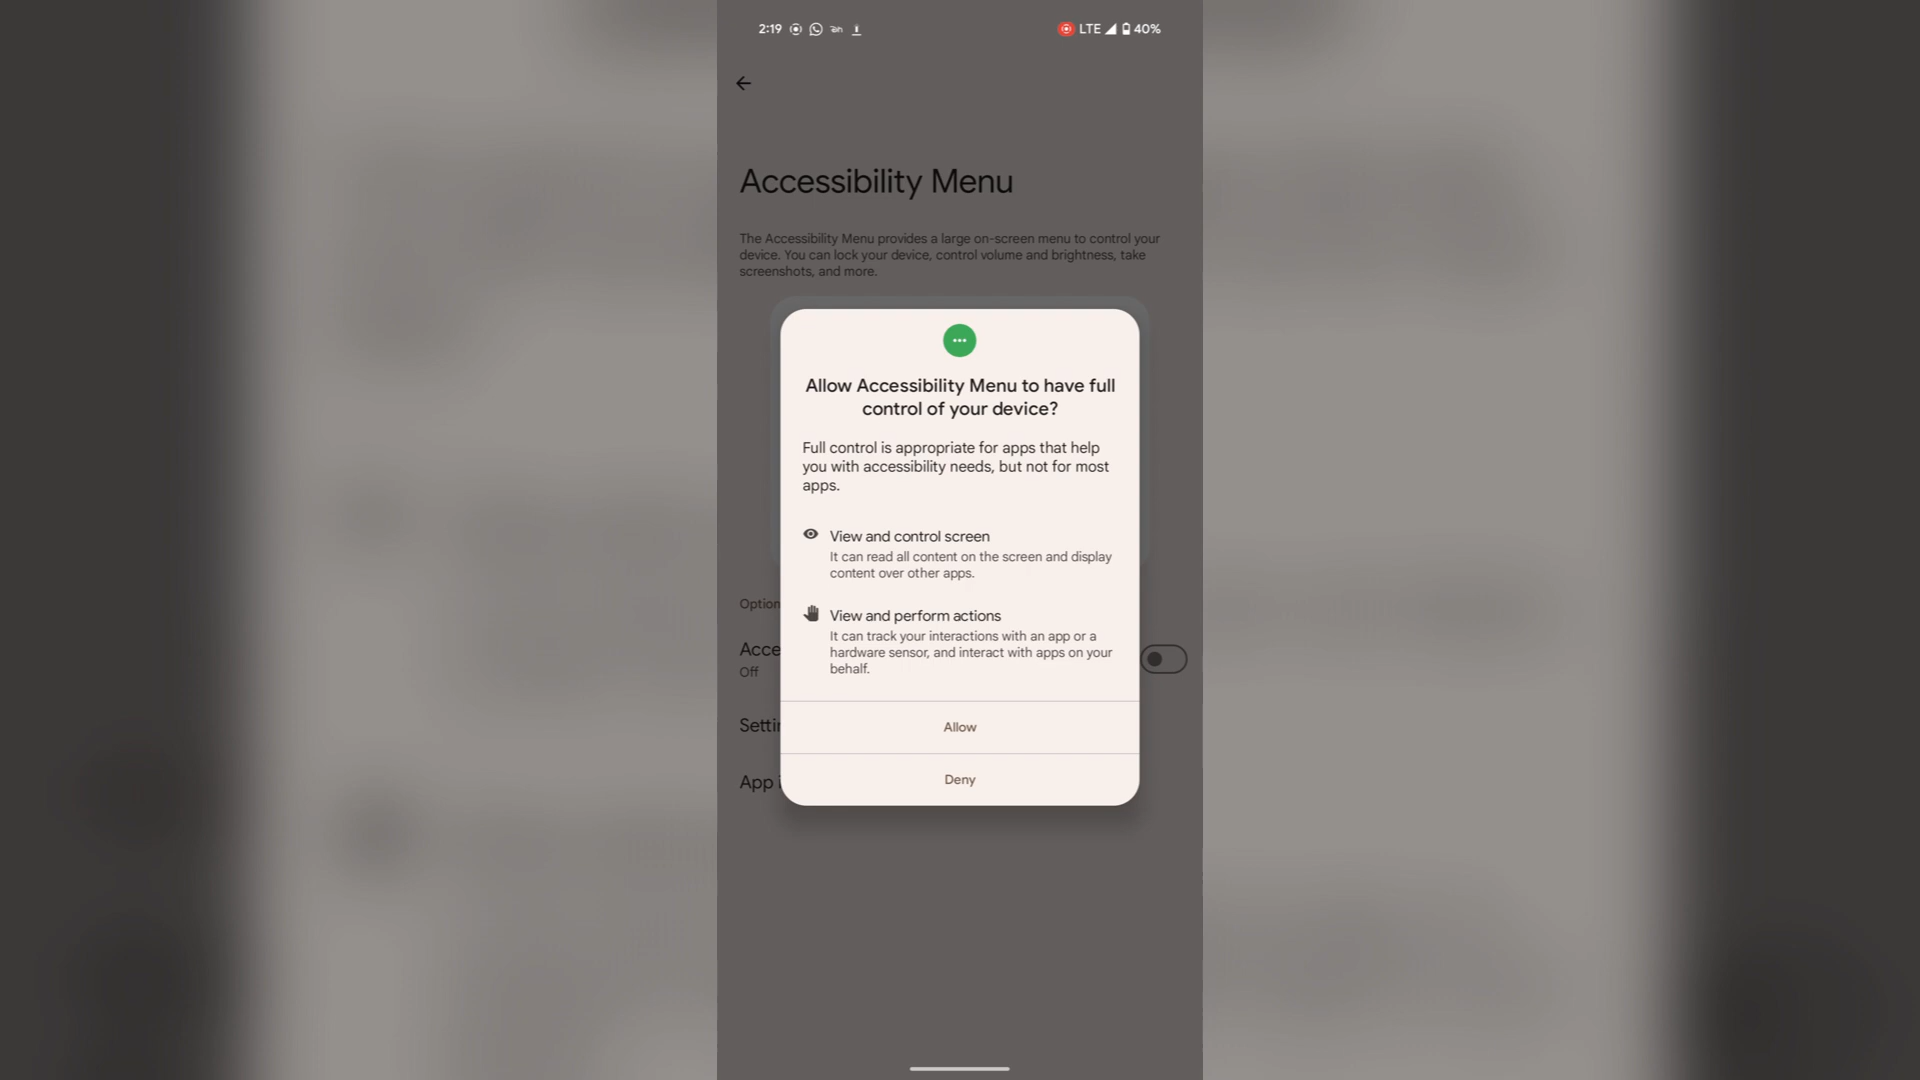 2:19
LTE 40%
Accessibility Menu
The Accessibility Menu provides a large on-screen menu to control your
device. You can lock your device, control volume and brightness, take
screenshots, and more.
Allow Accessibility Menu to have full
control of your device?
Full control is appropriate for apps that help
you with accessibility needs, but not for most
apps.
View and control screen
It can read all content on the screen and display
content over other apps.
Option
View and perform actions
It can track your interactions with an app or a
hardware sensor, and interact with apps on your
behalf.
Acce
Off
Settin
Allow
App i
Deny